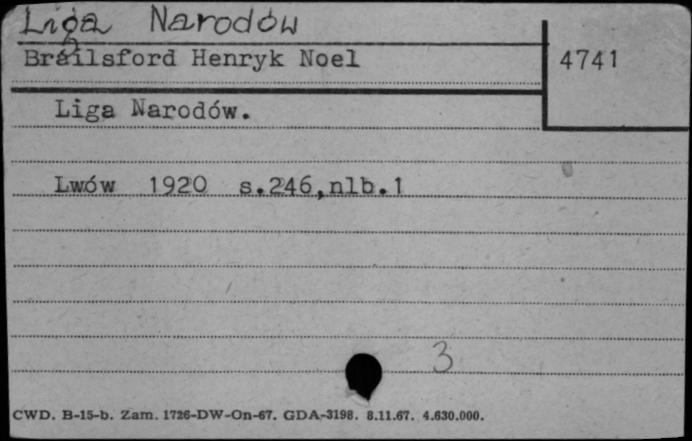 Liga Narodów
Brailsford Henryk Noel
4741
Liga Narodów.
Lwów 1920 s.246,nlb.1
3
CWD. B-15-b. Zam. 1726-DW-On-67. GDA-3198. 8.11.67. 4.630.000.